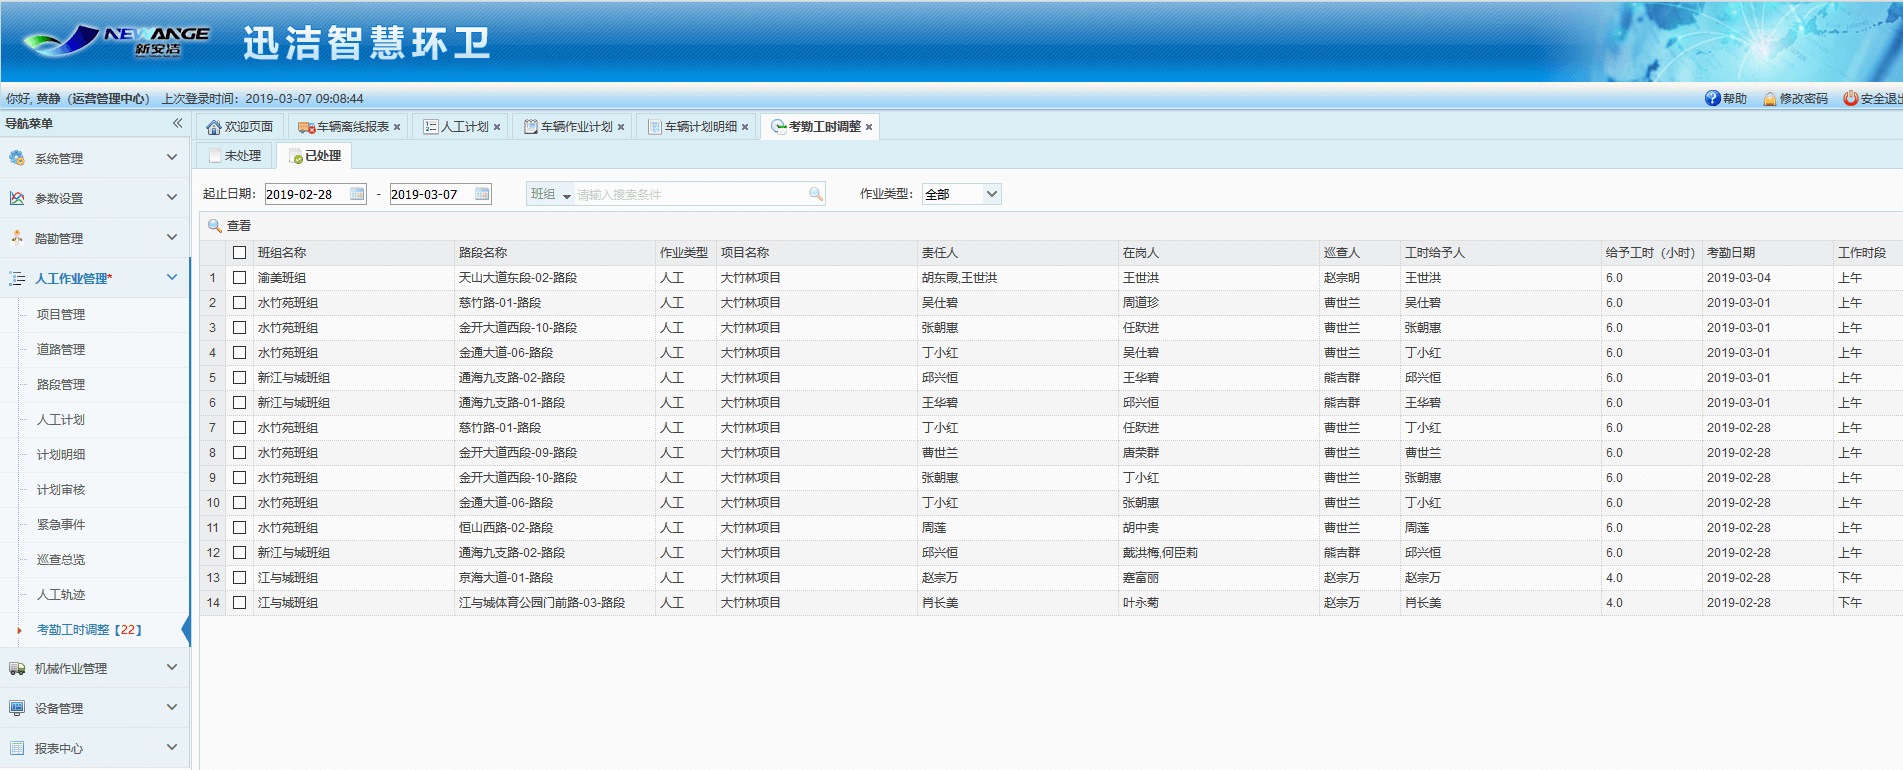 NEWANGE
新安洁
迅洁智慧环卫
你好, 黄静（运营管理中心） 上次登录时间：2019-03-07 09:08:44
帮助 修改密码 安全退出
导航菜单
系统管理
参数设置
踏勘管理
人工作业管理*
项目管理
道路管理
路段管理
人工计划
计划明细
计划审核
紧急事件
巡查总览
人工轨迹
考勤工时调整【22】
机械作业管理
设备管理
报表中心
欢迎页面 车辆离线报表 人工计划 车辆作业计划 车辆计划明细 考勤工时调整
未处理 已处理
起止日期： 2019-02-28 - 2019-03-07 班组 请输入搜索条件 作业类型： 全部
查看
班组名称 路段名称 作业类型 项目名称 责任人 在岗人 巡查人 工时给予人 给予工时（小时） 考勤日期 工作时段
1 渝美班组 天山大道东段-02-路段 人工 大竹林项目 胡东霞,王世洪 王世洪 赵宗明 王世洪 6.0 2019-03-04 上午
2 水竹苑班组 慈竹路-01-路段 人工 大竹林项目 吴仕碧 周道珍 曹世兰 吴仕碧 6.0 2019-03-01 上午
3 水竹苑班组 金开大道西段-10-路段 人工 大竹林项目 张朝惠 任跃进 曹世兰 张朝惠 6.0 2019-03-01 上午
4 水竹苑班组 金通大道-06-路段 人工 大竹林项目 丁小红 吴仕碧 曹世兰 丁小红 6.0 2019-03-01 上午
5 新江与城班组 通海九支路-02-路段 人工 大竹林项目 邱兴恒 王华碧 熊吉群 邱兴恒 6.0 2019-03-01 上午
6 新江与城班组 通海九支路-01-路段 人工 大竹林项目 王华碧 邱兴恒 熊吉群 王华碧 6.0 2019-03-01 上午
7 水竹苑班组 慈竹路-01-路段 人工 大竹林项目 丁小红 任跃进 曹世兰 丁小红 6.0 2019-02-28 上午
8 水竹苑班组 金开大道西段-09-路段 人工 大竹林项目 曹世兰 唐荣群 曹世兰 曹世兰 6.0 2019-02-28 上午
9 水竹苑班组 金开大道西段-10-路段 人工 大竹林项目 张朝惠 丁小红 曹世兰 张朝惠 6.0 2019-02-28 上午
10 水竹苑班组 金通大道-06-路段 人工 大竹林项目 丁小红 张朝惠 曹世兰 丁小红 6.0 2019-02-28 上午
11 水竹苑班组 恒山西路-02-路段 人工 大竹林项目 周莲 胡中贵 曹世兰 周莲 6.0 2019-02-28 上午
12 新江与城班组 通海九支路-02-路段 人工 大竹林项目 邱兴恒 戴洪梅,何臣莉 熊吉群 邱兴恒 6.0 2019-02-28 上午
13 江与城班组 京海大道-01-路段 人工 大竹林项目 赵宗万 蹇富丽 赵宗万 赵宗万 4.0 2019-02-28 下午
14 江与城班组 江与城体育公园门前路-03-路段 人工 大竹林项目 肖长美 叶永菊 赵宗万 肖长美 4.0 2019-02-28 下午